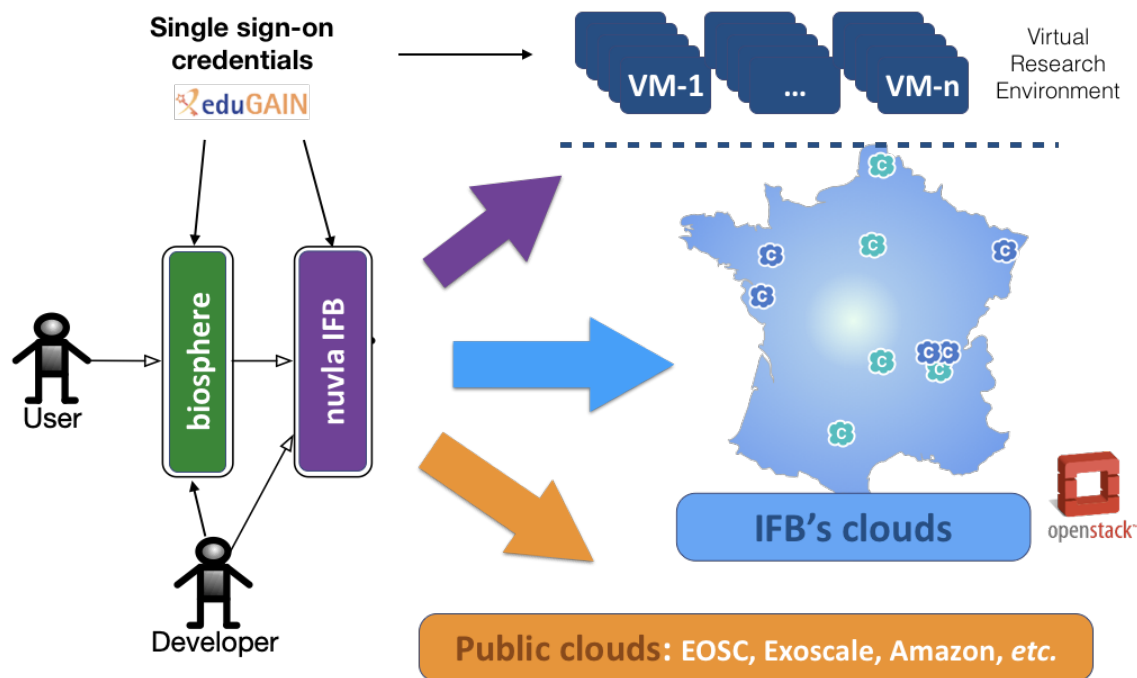 Single sign-on
credentials
eduGAIN
VM-1
...
VM-n
Virtual
Research
Environment
C
C
C
C
C
C
C
C
C
C
biosphere
nuvla IFB
User
Developer
IFB's clouds
openstack™
Public clouds: EOSC, Exoscale, Amazon, etc.